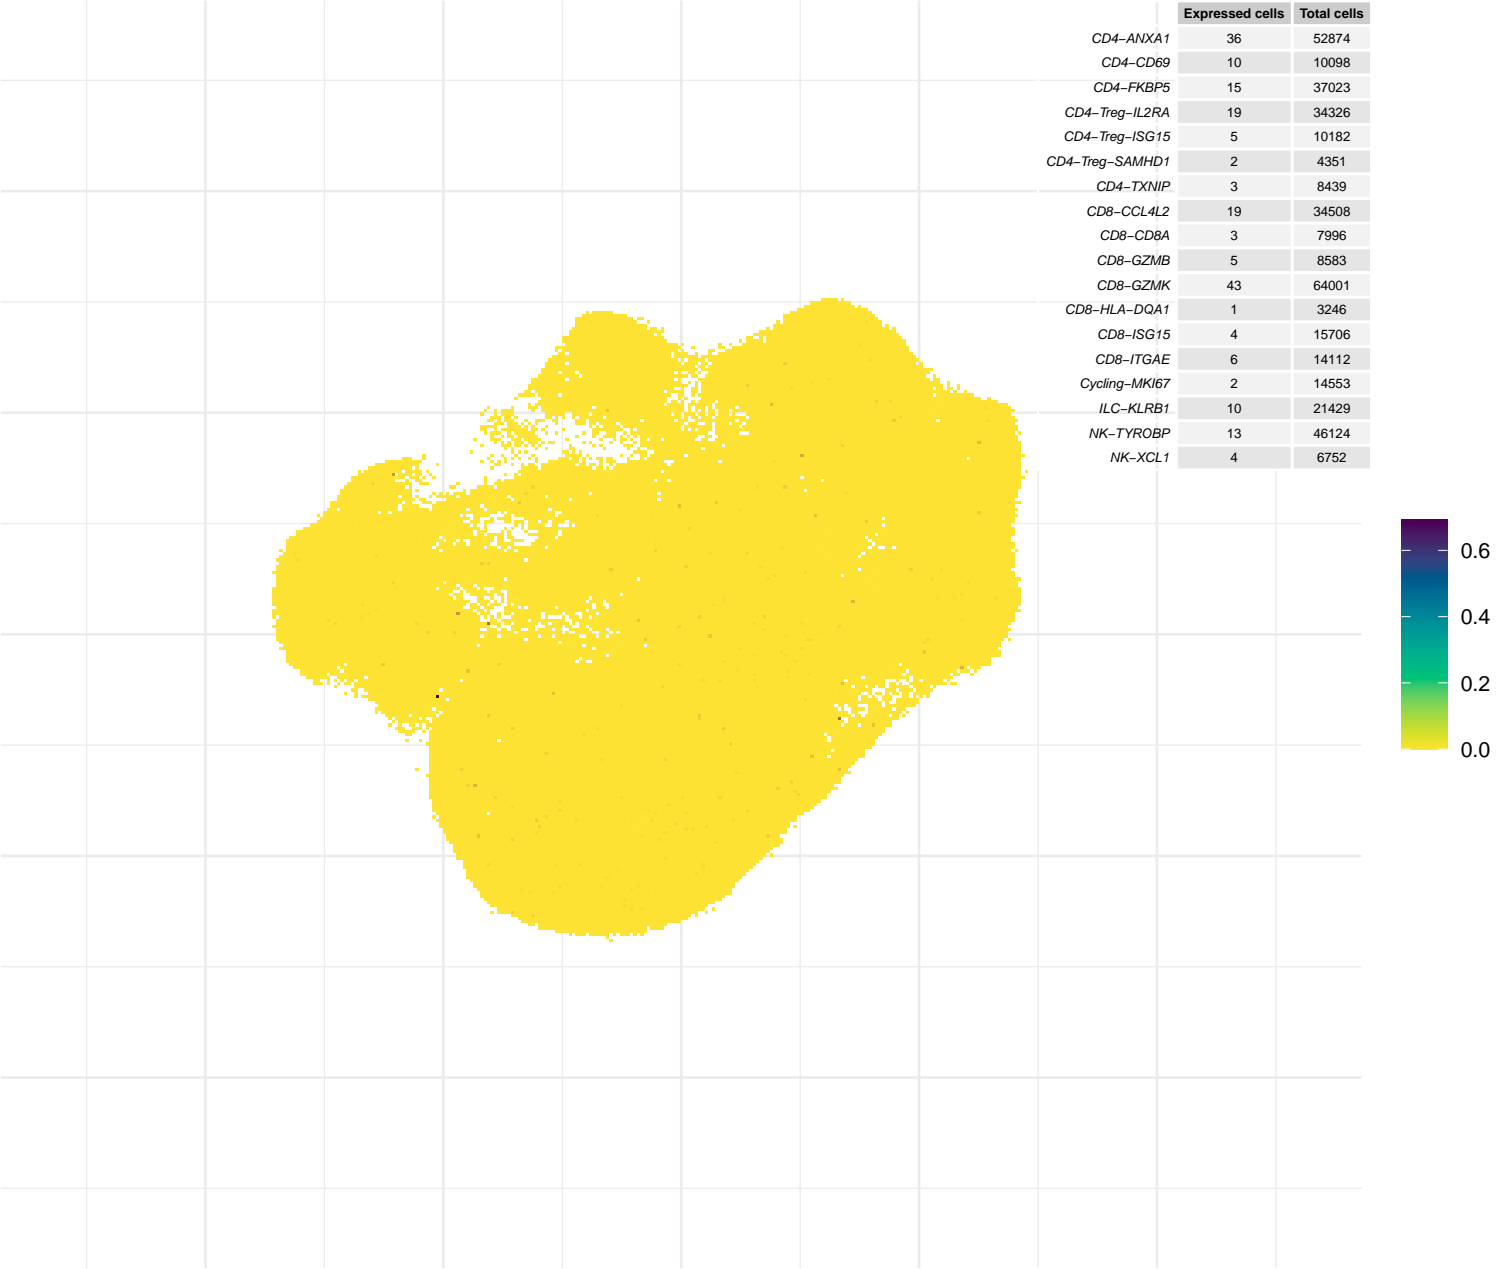 Expressed cells Total cells
CD4−ANXA1 36 52874
CD4−CD69 10 10098
CD4−FKBP5 15 37023
CD4−Treg−IL2RA 19 34326
CD4−Treg−ISG15 5 10182
CD4−Treg−SAMHD1 2 4351
CD4−TXNIP 3 8439
CD8−CCL4L2 19 34508
CD8−CD8A 3 7996
CD8−GZMB 5 8583
CD8−GZMK 43 64001
CD8−HLA−DQA1 1 3246
CD8−ISG15 4 15706
CD8−ITGAE 6 14112
Cycling−MKI67 2 14553
ILC−KLRB1 10 21429
NK−TYROBP 13 46124
NK−XCL1 4 6752
0.6
0.4
0.2
0.0